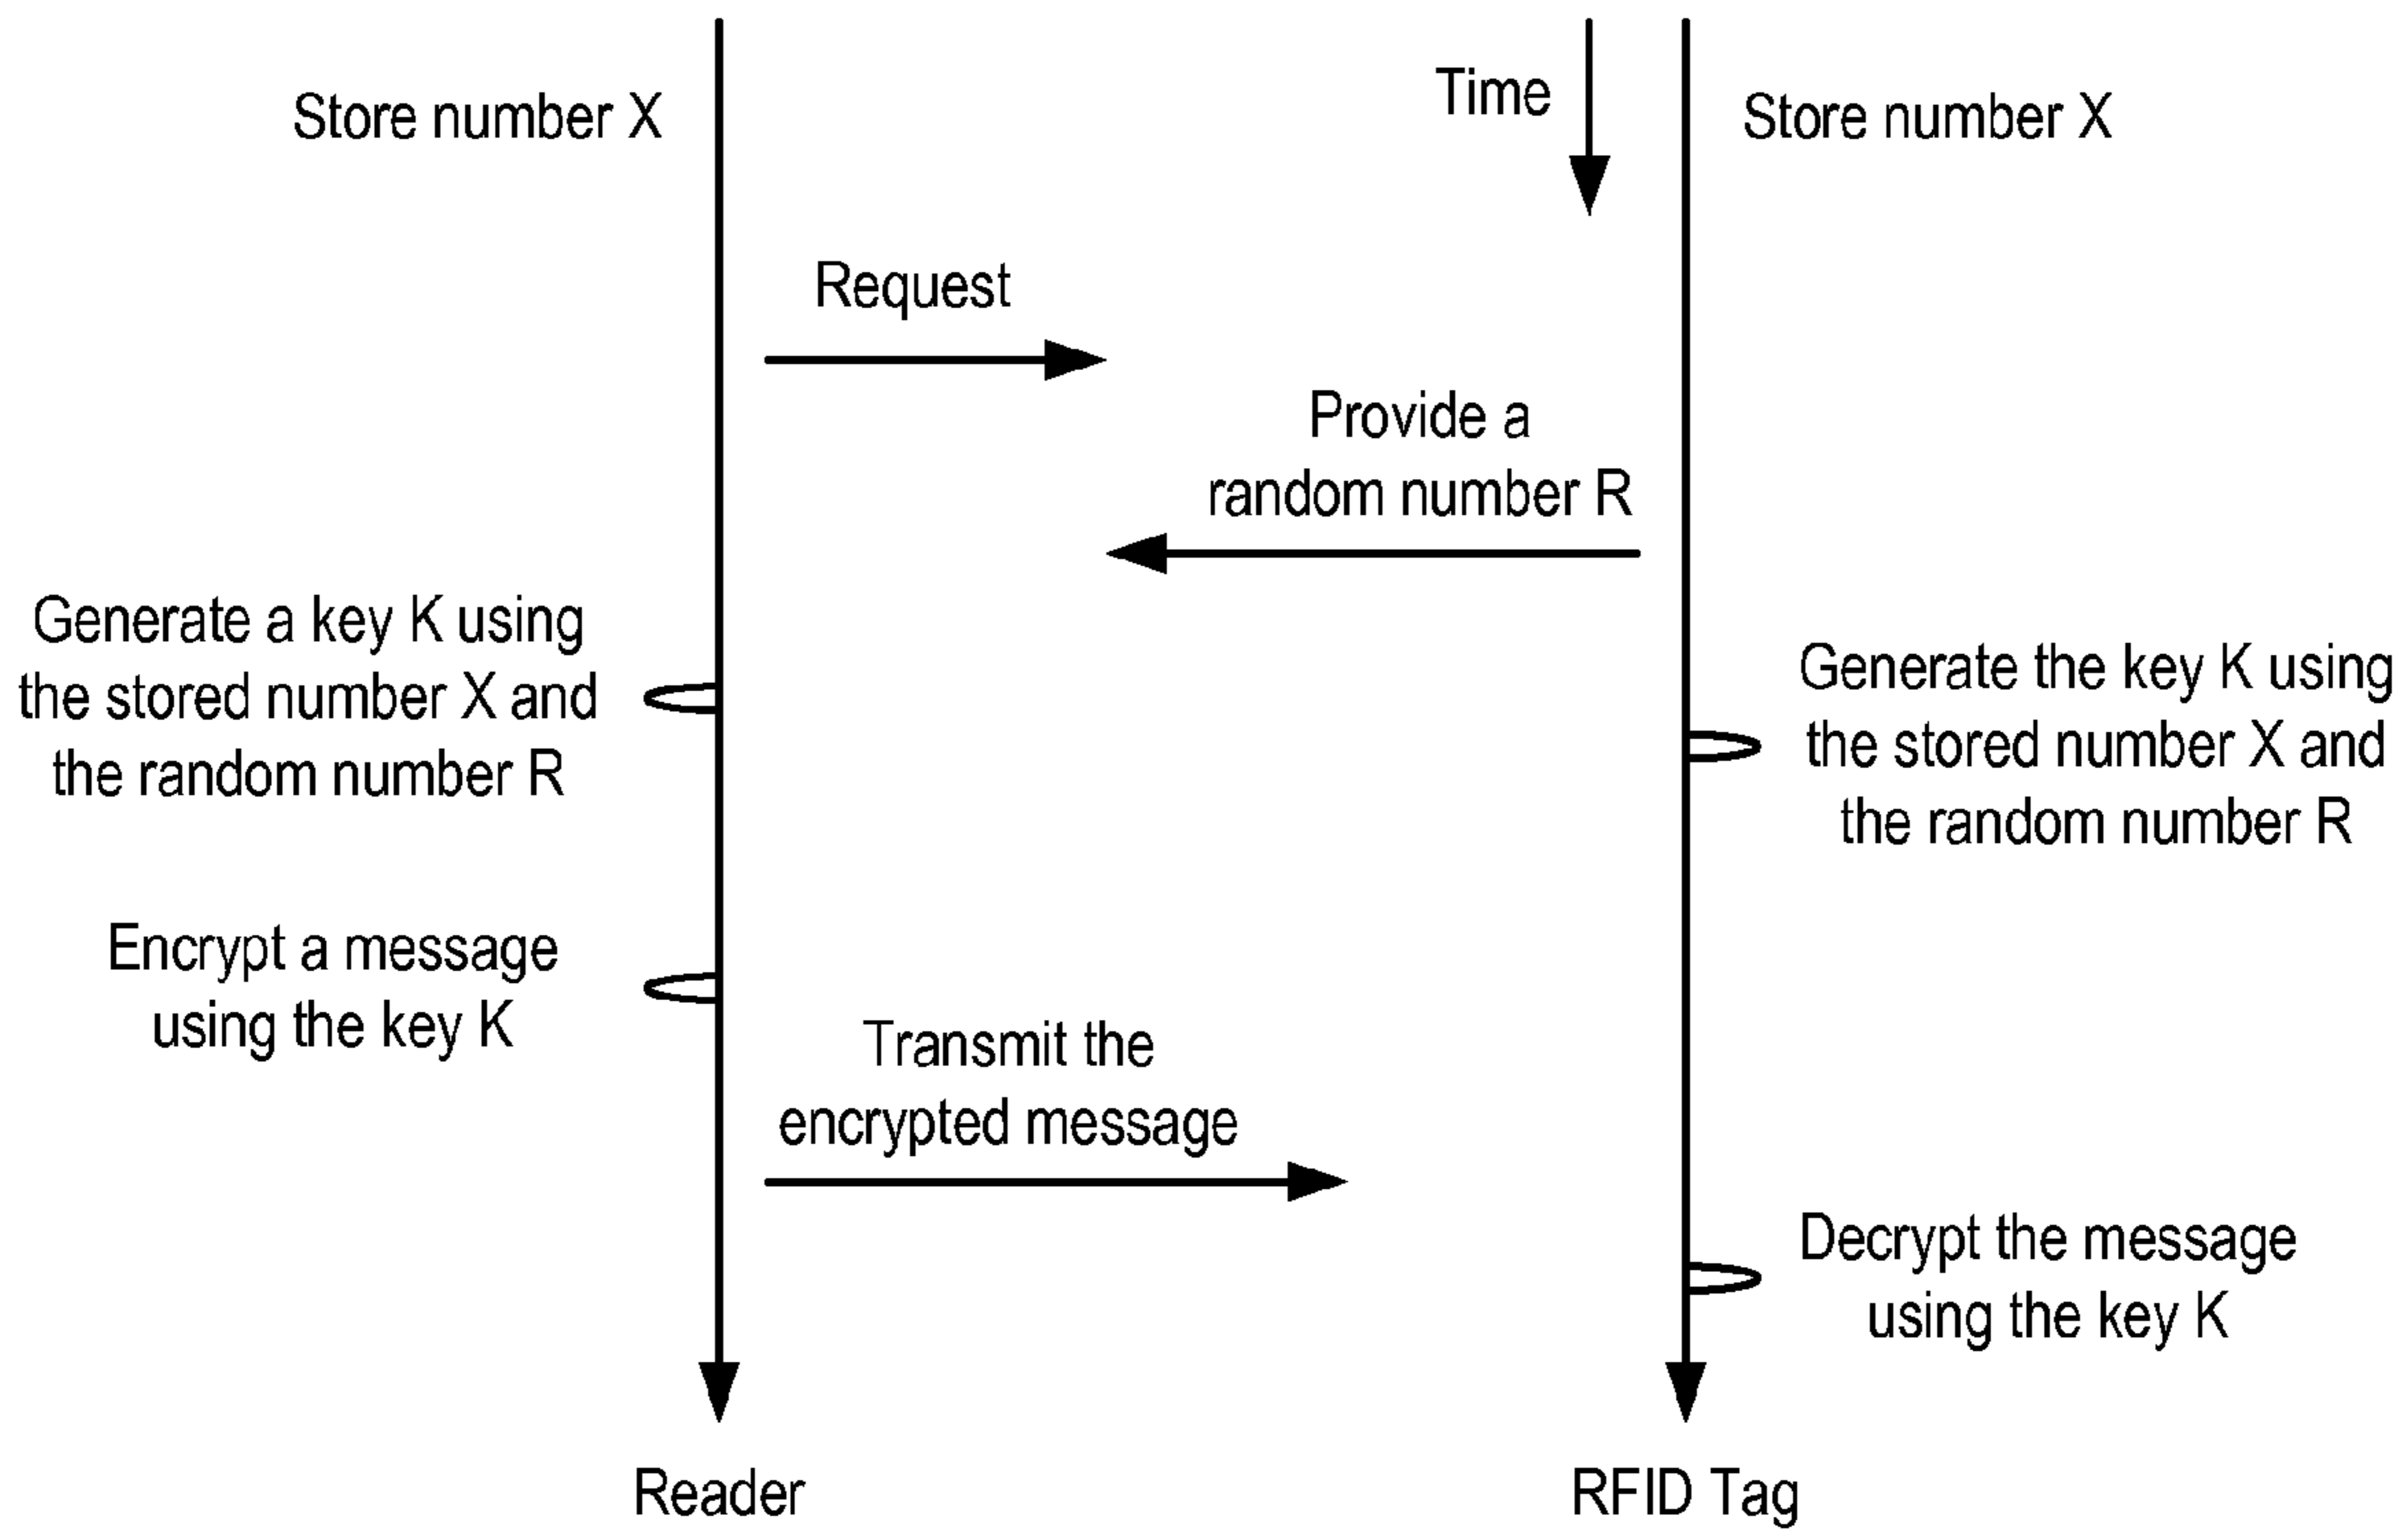 Store number X
Time
Store number X
Request
Provide a
random number R
Generate a key K using
the stored number X and
the random number R
Generate the key K using
the stored number X and
the random number R
Encrypt a message
using the key K
Transmit the
encrypted message
Decrypt the message
using the key K
Reader
RFID Tag